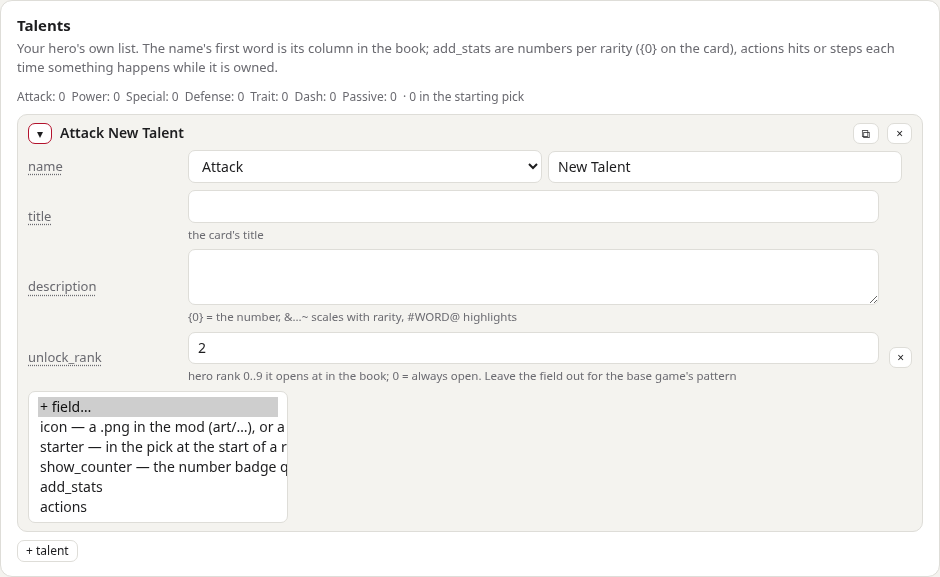 Talents
Your hero's own list. The name's first word is its column in the book; add_stats are numbers per rarity ({0} on the card), actions hits or steps each
time something happens while it is owned.
Attack: 0 Power: 0 Special: 0 Defense: 0 Trait: 0 Dash: 0 Passive: 0 · 0 in the starting pick
▾ Attack New Talent ⧉ ×
name Attack New Talent
title
the card's title
description
{0} = the number, &...~ scales with rarity, #WORD@ highlights
unlock_rank 2 ×
hero rank 0..9 it opens at in the book; 0 = always open. Leave the field out for the base game's pattern
+ field...
icon — a .png in the mod (art/...), or a
starter — in the pick at the start of a r
show_counter — the number badge q
add_stats
actions
+ talent